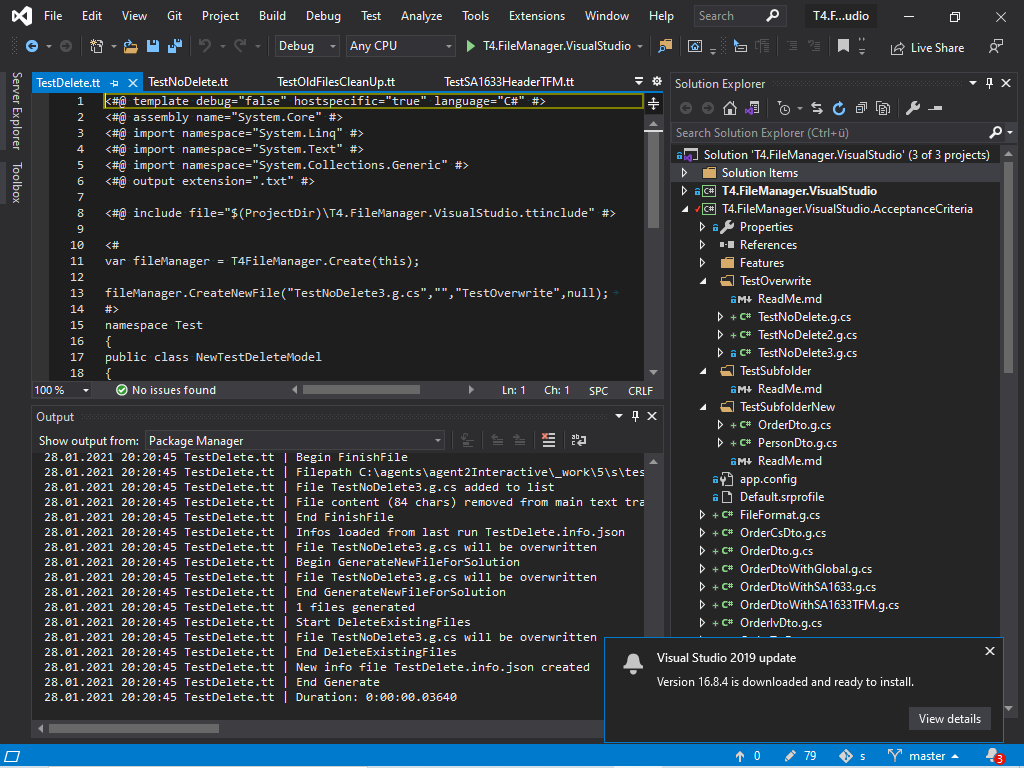 File Edit View Git Project Build Debug Test Analyze Tools Extensions Window Help Search T4.F...udio
Debug Any CPU T4.FileManager.VisualStudio Live Share
Server Explorer
Toolbox
TestDelete.tt TestNoDelete.tt TestOldFilesCleanUp.tt TestSA1633HeaderTFM.tt
1 <#@ template debug="false" hostspecific="true" language="C#" #>
2 <#@ assembly name="System.Core" #>
3 <#@ import namespace="System.Linq" #>
4 <#@ import namespace="System.Text" #>
5 <#@ import namespace="System.Collections.Generic" #>
6 <#@ output extension=".txt" #>
7
8 <#@ include file="$(ProjectDir)\T4.FileManager.VisualStudio.ttinclude" #>
9
10 <#
11 var fileManager = T4FileManager.Create(this);
12
13 fileManager.CreateNewFile("TestNoDelete3.g.cs","","TestOverwrite",null);
14 #>
15 namespace Test
16 {
17 public class NewTestDeleteModel
18 {
100 % No issues found Ln: 1 Ch: 1 SPC CRLF
Output
Show output from: Package Manager
28.01.2021 20:20:45 TestDelete.tt | Begin FinishFile
28.01.2021 20:20:45 TestDelete.tt | Filepath C:\agents\agent2Interactive\_work\5\s\tes
28.01.2021 20:20:45 TestDelete.tt | File TestNoDelete3.g.cs added to list
28.01.2021 20:20:45 TestDelete.tt | File content (84 chars) removed from main text tra
28.01.2021 20:20:45 TestDelete.tt | End FinishFile
28.01.2021 20:20:45 TestDelete.tt | Infos loaded from last run TestDelete.info.json
28.01.2021 20:20:45 TestDelete.tt | File TestNoDelete3.g.cs will be overwritten
28.01.2021 20:20:45 TestDelete.tt | Begin GenerateNewFileForSolution
28.01.2021 20:20:45 TestDelete.tt | File TestNoDelete3.g.cs will be overwritten
28.01.2021 20:20:45 TestDelete.tt | End GenerateNewFileForSolution
28.01.2021 20:20:45 TestDelete.tt | 1 files generated
28.01.2021 20:20:45 TestDelete.tt | Start DeleteExistingFiles
28.01.2021 20:20:45 TestDelete.tt | File TestNoDelete3.g.cs will be overwritten
28.01.2021 20:20:45 TestDelete.tt | End DeleteExistingFiles
28.01.2021 20:20:45 TestDelete.tt | New info file TestDelete.info.json created
28.01.2021 20:20:45 TestDelete.tt | End Generate
28.01.2021 20:20:45 TestDelete.tt | Duration: 0:00:00.03640
Solution Explorer
Search Solution Explorer (Ctrl+ü)
Solution 'T4.FileManager.VisualStudio' (3 of 3 projects)
Solution Items
C# T4.FileManager.VisualStudio
C# T4.FileManager.VisualStudio.AcceptanceCriteria
Properties
References
Features
TestOverwrite
M+ ReadMe.md
+ C# TestNoDelete.g.cs
+ C# TestNoDelete2.g.cs
C# TestNoDelete3.g.cs
TestSubfolder
M+ ReadMe.md
TestSubfolderNew
+ C# OrderDto.g.cs
+ C# PersonDto.g.cs
M+ ReadMe.md
app.config
Default.srprofile
+ C# FileFormat.g.cs
+ C# OrderCsDto.g.cs
+ C# OrderDto.g.cs
+ C# OrderDtoWithGlobal.g.cs
+ C# OrderDtoWithSA1633.g.cs
+ C# OrderDtoWithSA1633TFM.g.cs
+ C# OrderIvDto.g.cs
Visual Studio 2019 update
Version 16.8.4 is downloaded and ready to install.
View details
0 79 s master 3